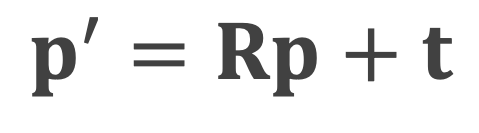 p′ = Rp + t